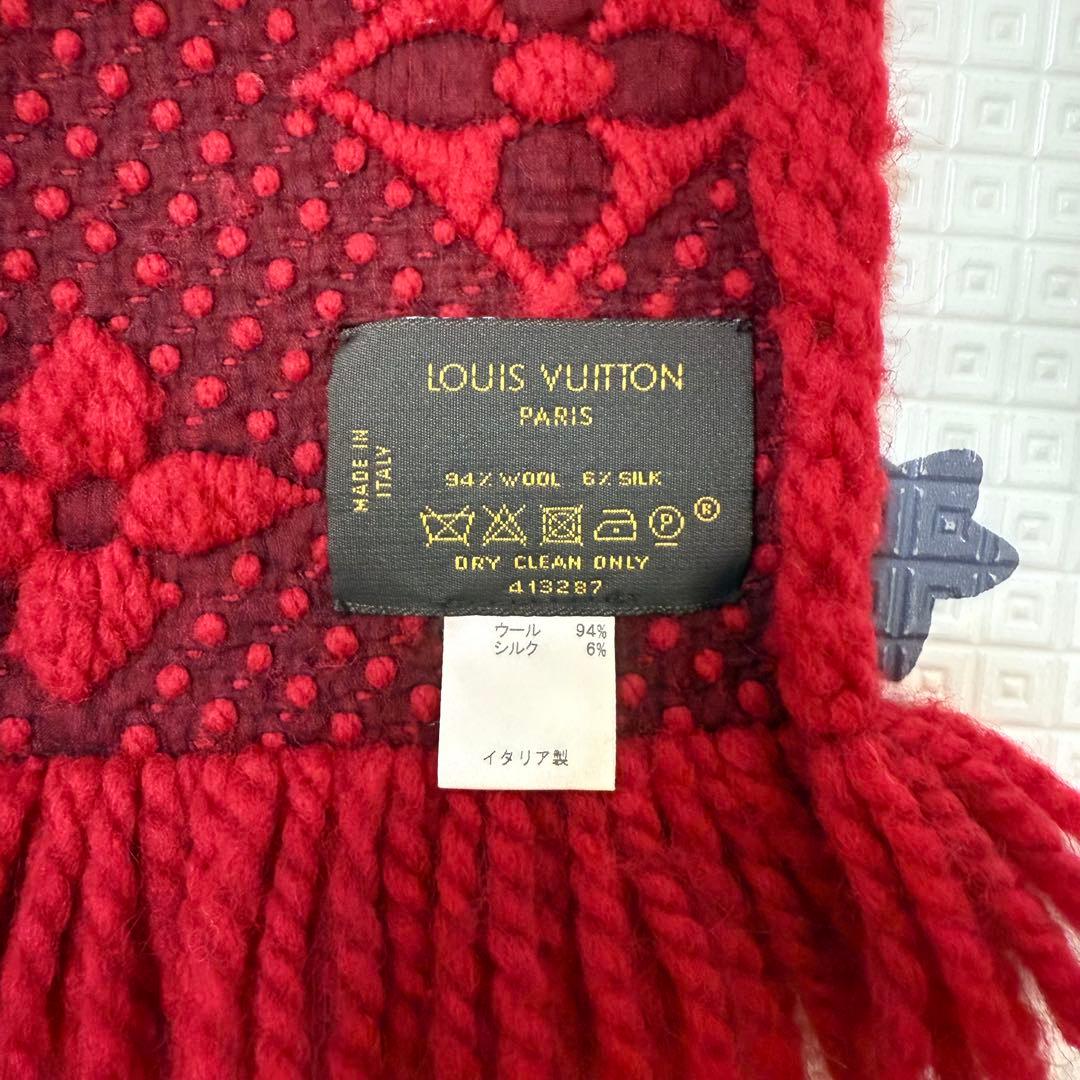 LOUIS VUITTON
PARIS
MADE IN
ITALY
94% WOOL 6% SILK
P ®
DRY CLEAN ONLY
413287
ウール 94%
シルク 6%
イタリア製